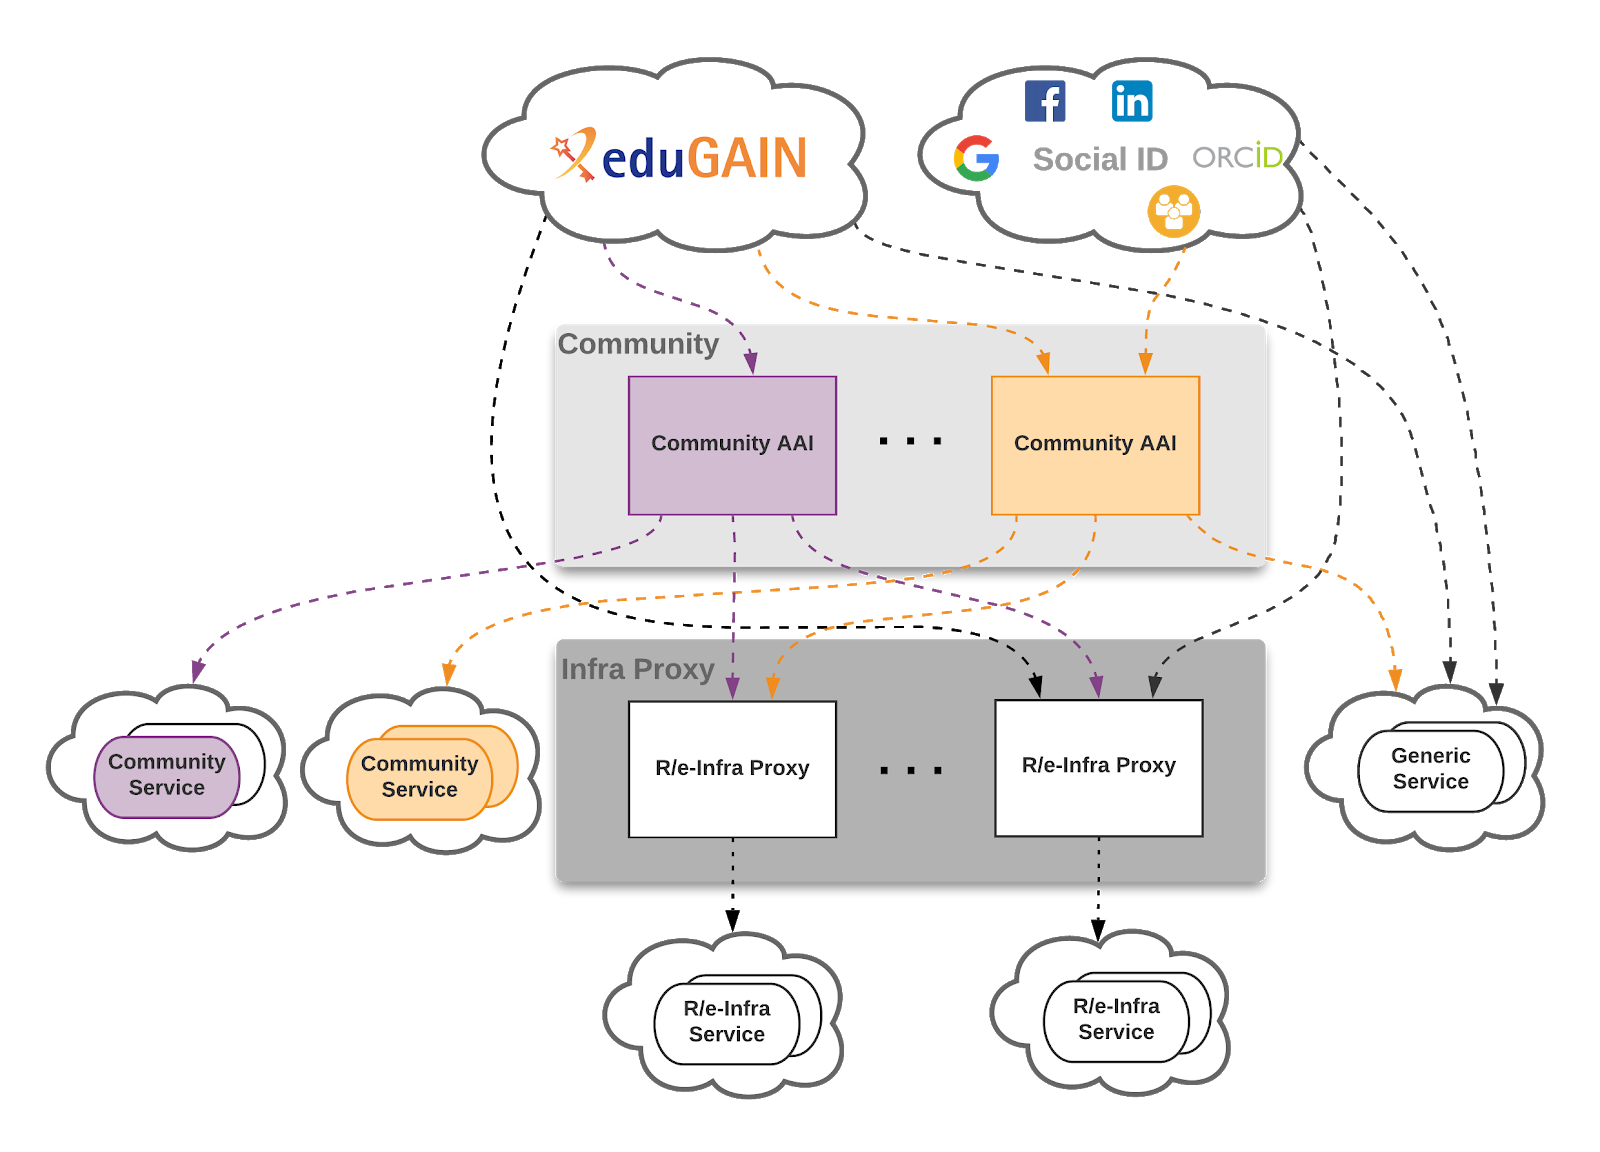 eduGAIN
f
in
G
Social ID
ORCiD
Community
Community AAI
. . .
Community AAI
Infra Proxy
R/e-Infra Proxy
. . .
R/e-Infra Proxy
Community
Service
Community
Service
Generic
Service
R/e-Infra
Service
R/e-Infra
Service